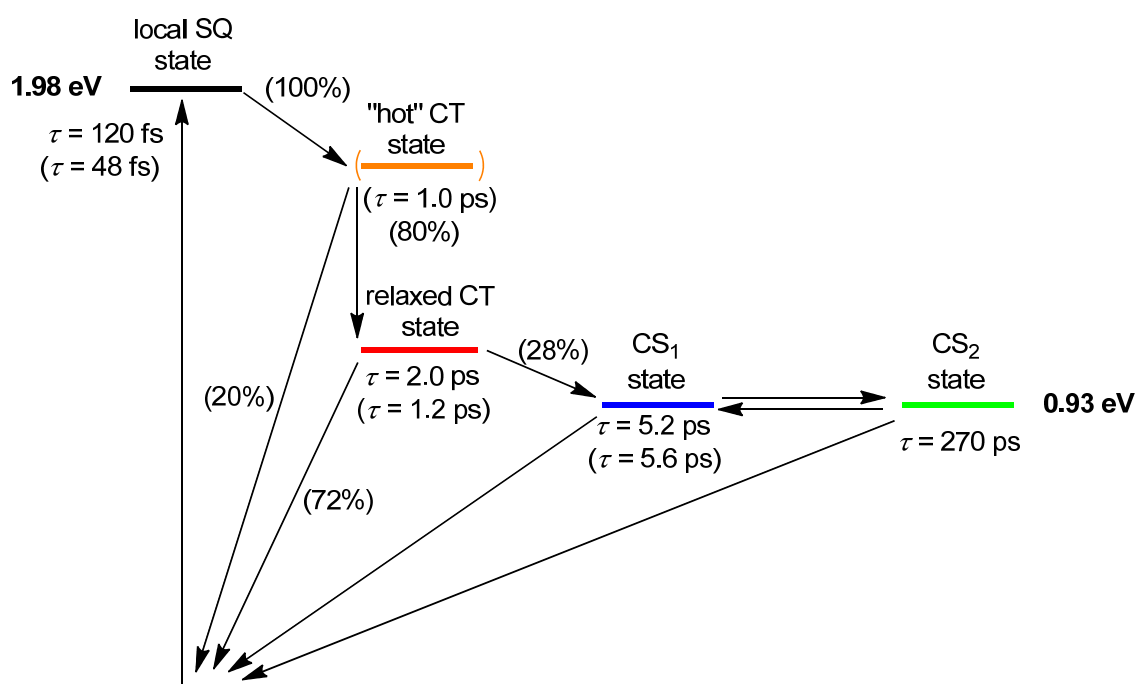 local SQ
state
1.98 eV
(100%)
τ = 120 fs
(τ = 48 fs)
"hot" CT
state
(        )
(τ = 1.0 ps)
(80%)
relaxed CT
state
(28%)
τ = 2.0 ps
(τ = 1.2 ps)
(20%)
(72%)
CS₁
state
τ = 5.2 ps
(τ = 5.6 ps)
CS₂
state
0.93 eV
τ = 270 ps